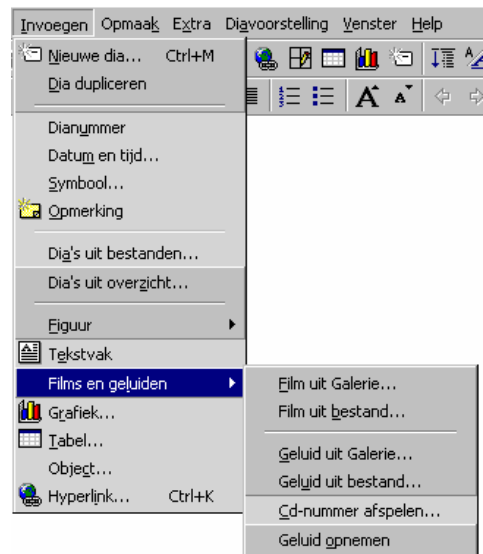 Invoegen Opmaak Extra Diavoorstelling Venster Help
Nieuwe dia... Ctrl+M
Dia dupliceren
Dianummer
Datum en tijd...
Symbool...
Opmerking
Dia's uit bestanden...
Dia's uit overzicht...
Figuur
Tekstvak
Films en geluiden
Grafiek...
Tabel...
Object...
Hyperlink... Ctrl+K
Film uit Galerie...
Film uit bestand...
Geluid uit Galerie...
Geluid uit bestand...
Cd-nummer afspelen...
Geluid opnemen